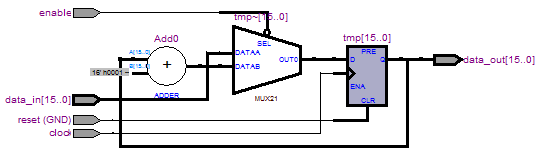 enable
Add0
tmp~[15..0]
tmp[15..0]
A[15..0]
B[15..0]
16' h0001
ADDER
SEL
DATAA
DATAB
OUT0
MUX21
PRE
D
Q
ENA
CLR
data_out[15..0]
data_in[15..0]
reset (GND)
clock